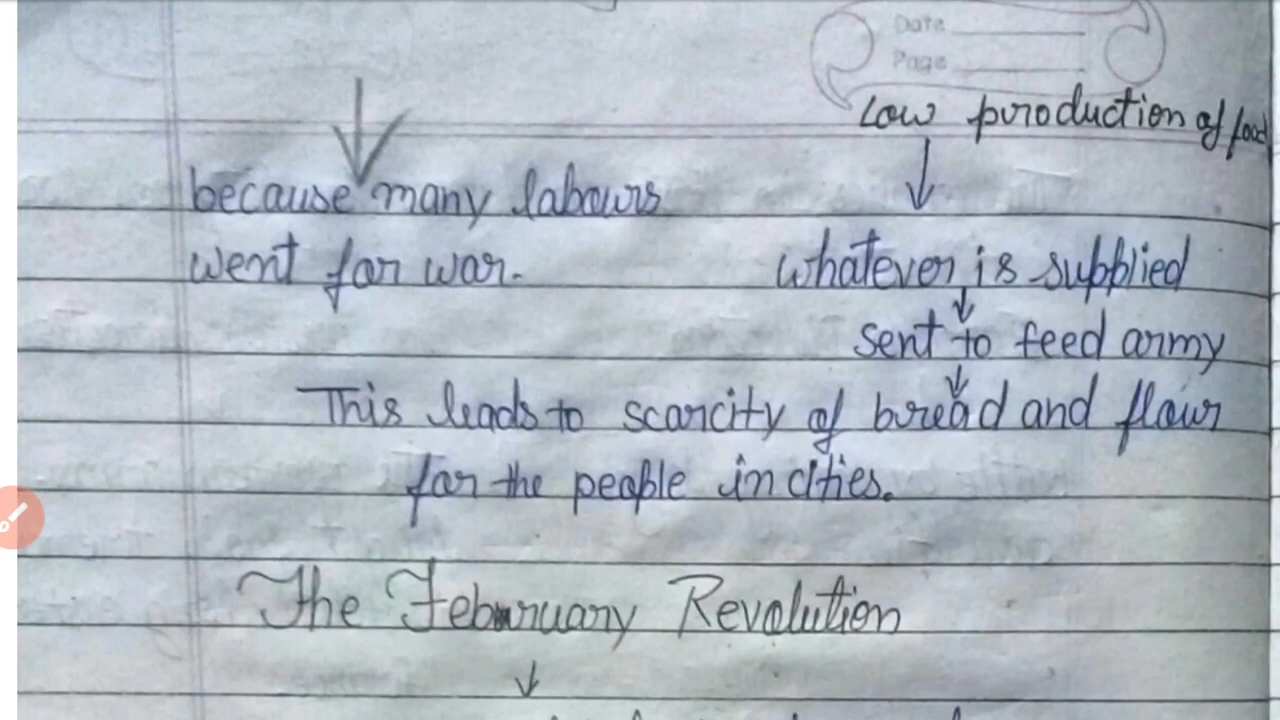 Date
Page
Low production of food
↓
because many labours
went for war.
whatever is supplied
↓
sent to feed army
↓
This leads to scarcity of bread and flour
for the people in cities.
The February Revolution
↓